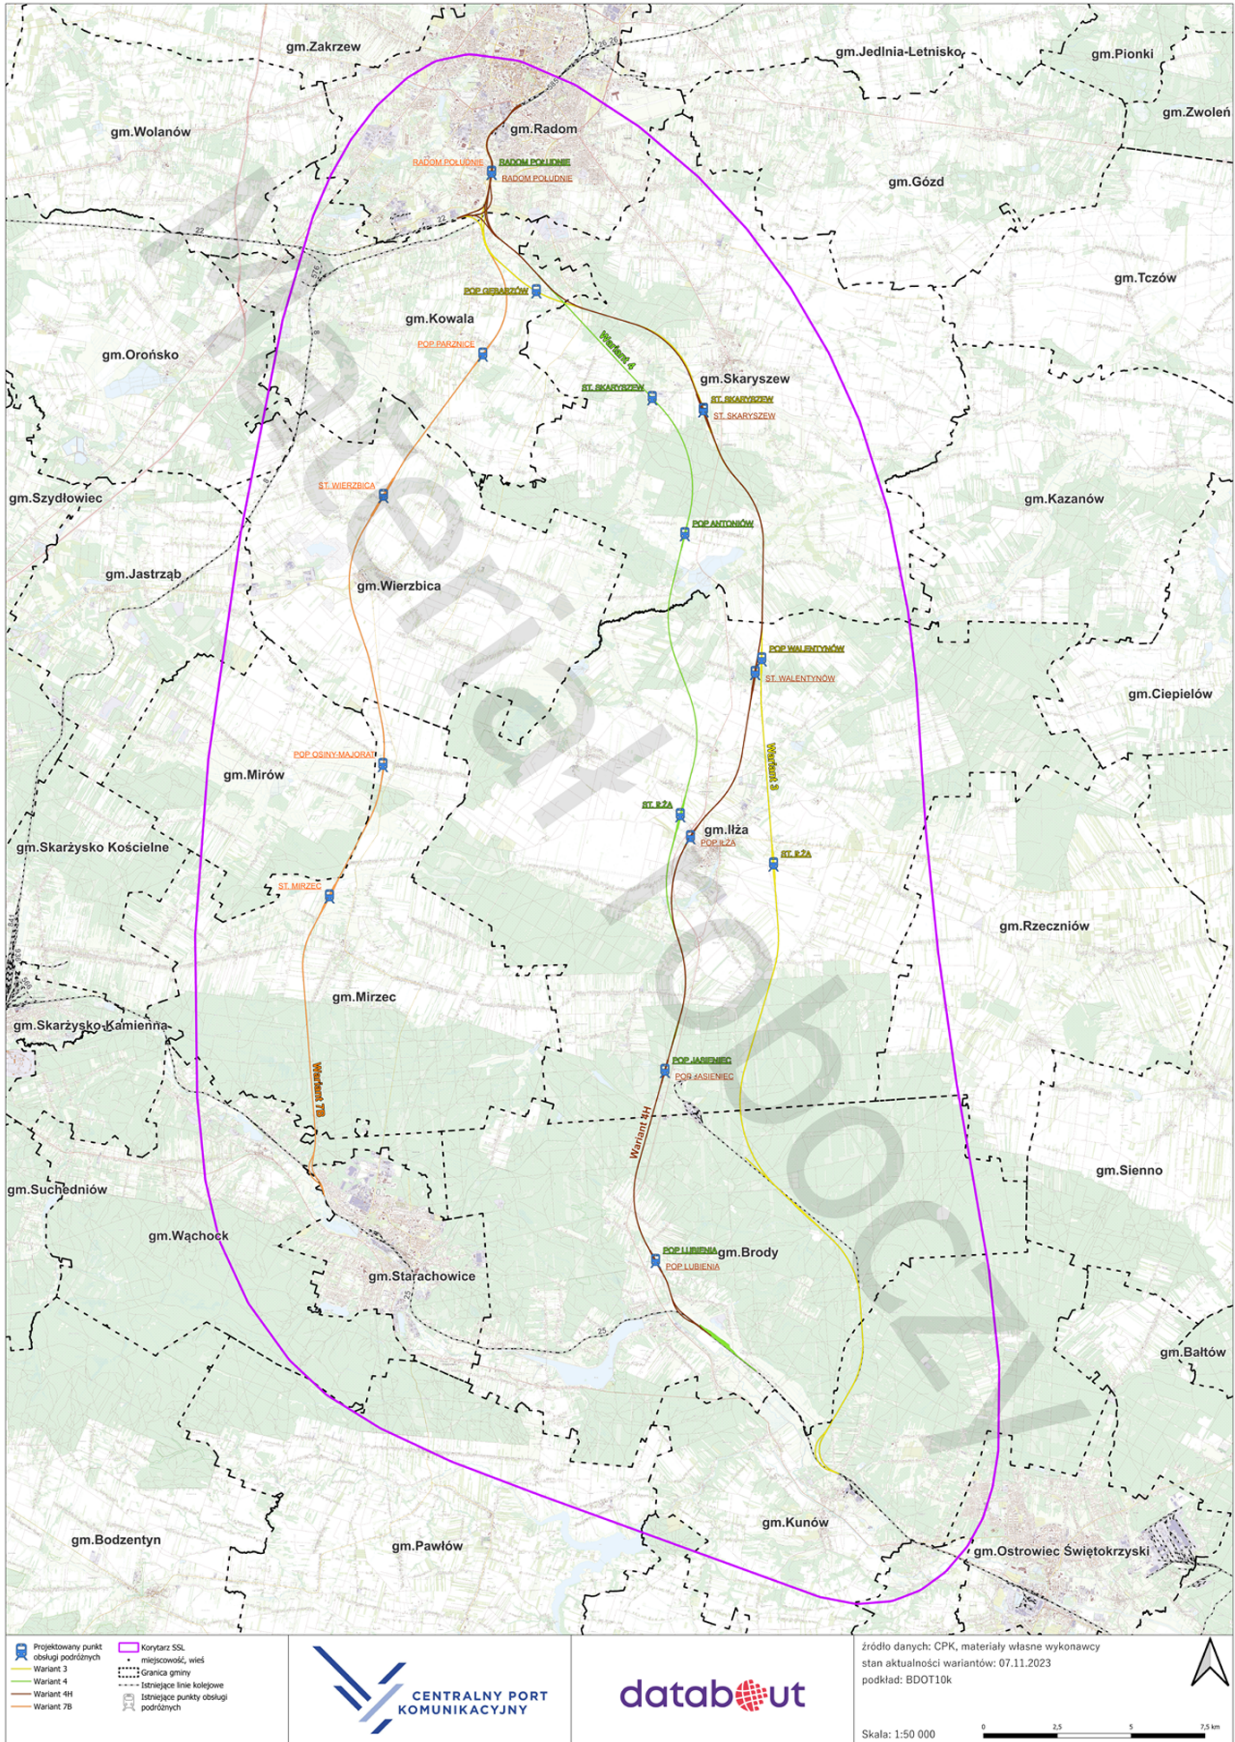 gm.Zakrzew
gm.Jedlnia-Letnisko
gm.Pionki
gm.Zwoleń
gm.Wolanów
gm.Radom
RADOM POŁUDNIE
RADOM POŁUDNIE
RADOM POŁUDNIE
gm.Gózd
22
22
gm.Tczów
POP GĘBARZÓW
gm.Kowala
8
POP PARZNICE
Wariant 4
gm.Orońsko
gm.Skaryszew
ST. SKARYSZEW
ST. SKARYSZEW
ST. SKARYSZEW
ST. WIERZBICA
gm.Szydłowiec
gm.Kazanów
POP ANTONIÓW
gm.Jastrząb
gm.Wierzbica
POP WALENTYNÓW
ST. WALENTYNÓW
gm.Ciepielów
POP OSINY-MAJORAT
Wariant 3
gm.Mirów
ST. IŁŻA
gm.Iłża
POP IŁŻA
gm.Skarżysko Kościelne
ST. IŁŻA
ST. MIRZEC
gm.Rzeczniów
gm.Mirzec
gm.Skarżysko-Kamienna
POP JASIENIEC
POP JASIENIEC
Wariant 7B
Wariant 4H
gm.Sienno
gm.Suchedniów
gm.Wąchock
POP LUBIENIA
gm.Brody
POP LUBIENIA
gm.Starachowice
25
25
gm.Bałtów
gm.Kunów
gm.Bodzentyn
gm.Pawłów
gm.Ostrowiec Świętokrzyski
Materiał roboczy
Projektowany punkt
obsługi podróżnych
Wariant 3
Wariant 4
Wariant 4H
Wariant 7B
Korytarz SSL
miejscowość, wieś
Granica gminy
Istniejące linie kolejowe
Istniejące punkty obsługi
podróżnych
CENTRALNY PORT
KOMUNIKACYJNY
databout
źródło danych: CPK, materiały własne wykonawcy
stan aktualności wariantów: 07.11.2023
podkład: BDOT10k
Skala: 1:50 000
0 2,5 5 7,5 km